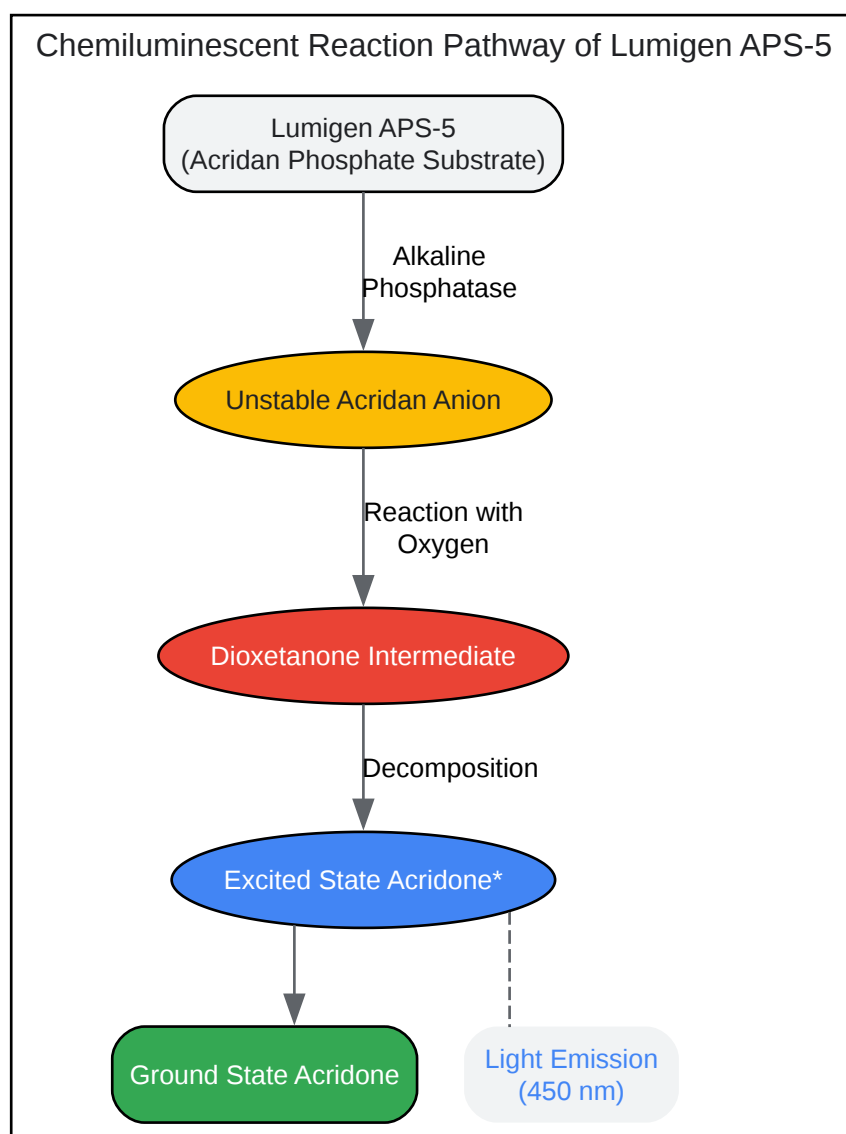 Chemiluminescent Reaction Pathway of Lumigen APS-5
Lumigen APS-5
(Acridan Phosphate Substrate)
Alkaline
Phosphatase
Unstable Acridan Anion
Reaction with
Oxygen
Dioxetanone Intermediate
Decomposition
Excited State Acridone*
Ground State Acridone
Light Emission
(450 nm)